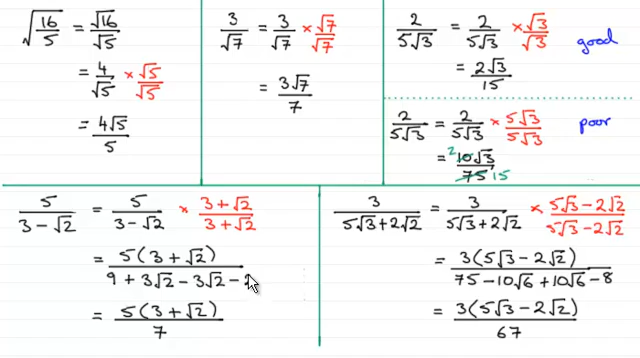 √(16/5) = √16/√5
= 4/√5 × √5/√5
= 4√5/5
3/√7 = 3/√7 × √7/√7
= 3√7/7
2/5√3 = 2/5√3 × √3/√3 good
= 2√3/15
2/5√3 = 2/5√3 × 5√3/5√3 poor
= 2 10√3/75 15
5/(3 - √2) = 5/(3 - √2) × (3 + √2)/(3 + √2)
= 5(3 + √2)/(9 + 3√2 - 3√2 - 2)
= 5(3 + √2)/7
3/(5√3 + 2√2) = 3/(5√3 + 2√2) × (5√3 - 2√2)/(5√3 - 2√2)
= 3(5√3 - 2√2)/(75 - 10√6 + 10√6 - 8)
= 3(5√3 - 2√2)/67